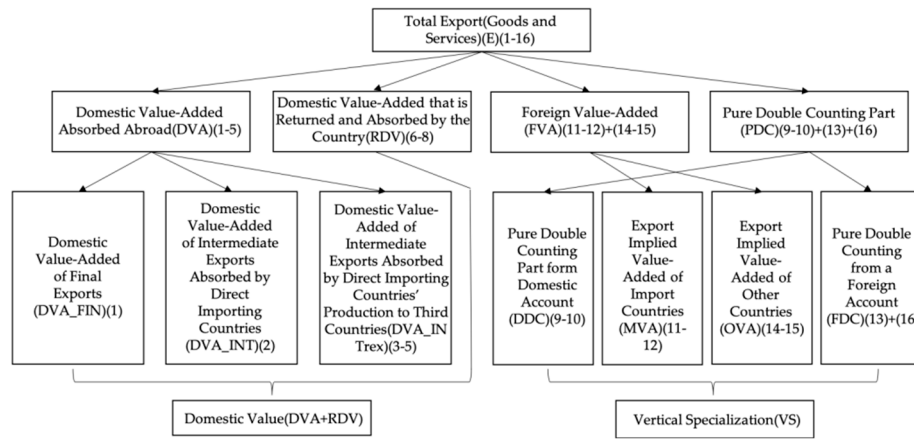 Total Export(Goods and
Services)(E)(1-16)
Domestic Value-Added
Absorbed Abroad(DVA)(1-5)
Domestic Value-Added that is
Returned and Absorbed by the
Country(RDV)(6-8)
Foreign Value-Added
(FVA)(11-12)+(14-15)
Pure Double Counting Part
(PDC)(9-10)+(13)+(16)
Domestic
Value-Added
of Final
Exports
(DVA_FIN)(1)
Domestic
Value-Added
of Intermediate
Exports
Absorbed by
Direct
Importing
Countries
(DVA_INT)(2)
Domestic Value-
Added of
Intermediate
Exports Absorbed
by Direct Importing
Countries'
Production to Third
Countries(DVA_IN
Trex)(3-5)
Pure Double
Counting
Part form
Domestic
Account
(DDC)(9-10)
Export
Implied
Value-
Added of
Import
Countries
(MVA)(11-
12)
Export
Implied
Value-
Added of
Other
Countries
(OVA)(14-
15)
Pure Double
Counting
from a
Foreign
Account
(FDC)(13)+(16
Domestic Value(DVA+RDV)
Vertical Specialization(VS)